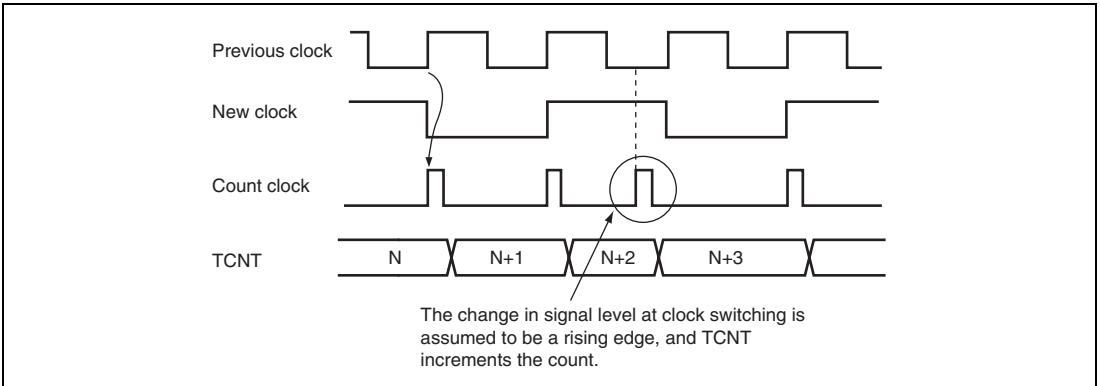 Previous clock
New clock
Count clock
TCNT
N
N+1
N+2
N+3
The change in signal level at clock switching is
assumed to be a rising edge, and TCNT
increments the count.